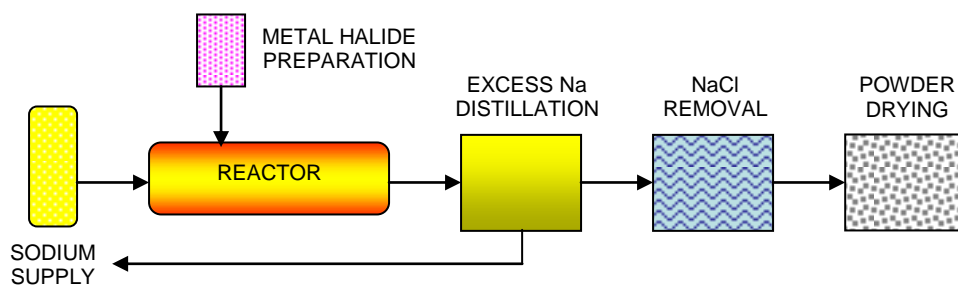 METAL HALIDE
PREPARATION
EXCESS Na
DISTILLATION
NaCl
REMOVAL
POWDER
DRYING
REACTOR
SODIUM
SUPPLY